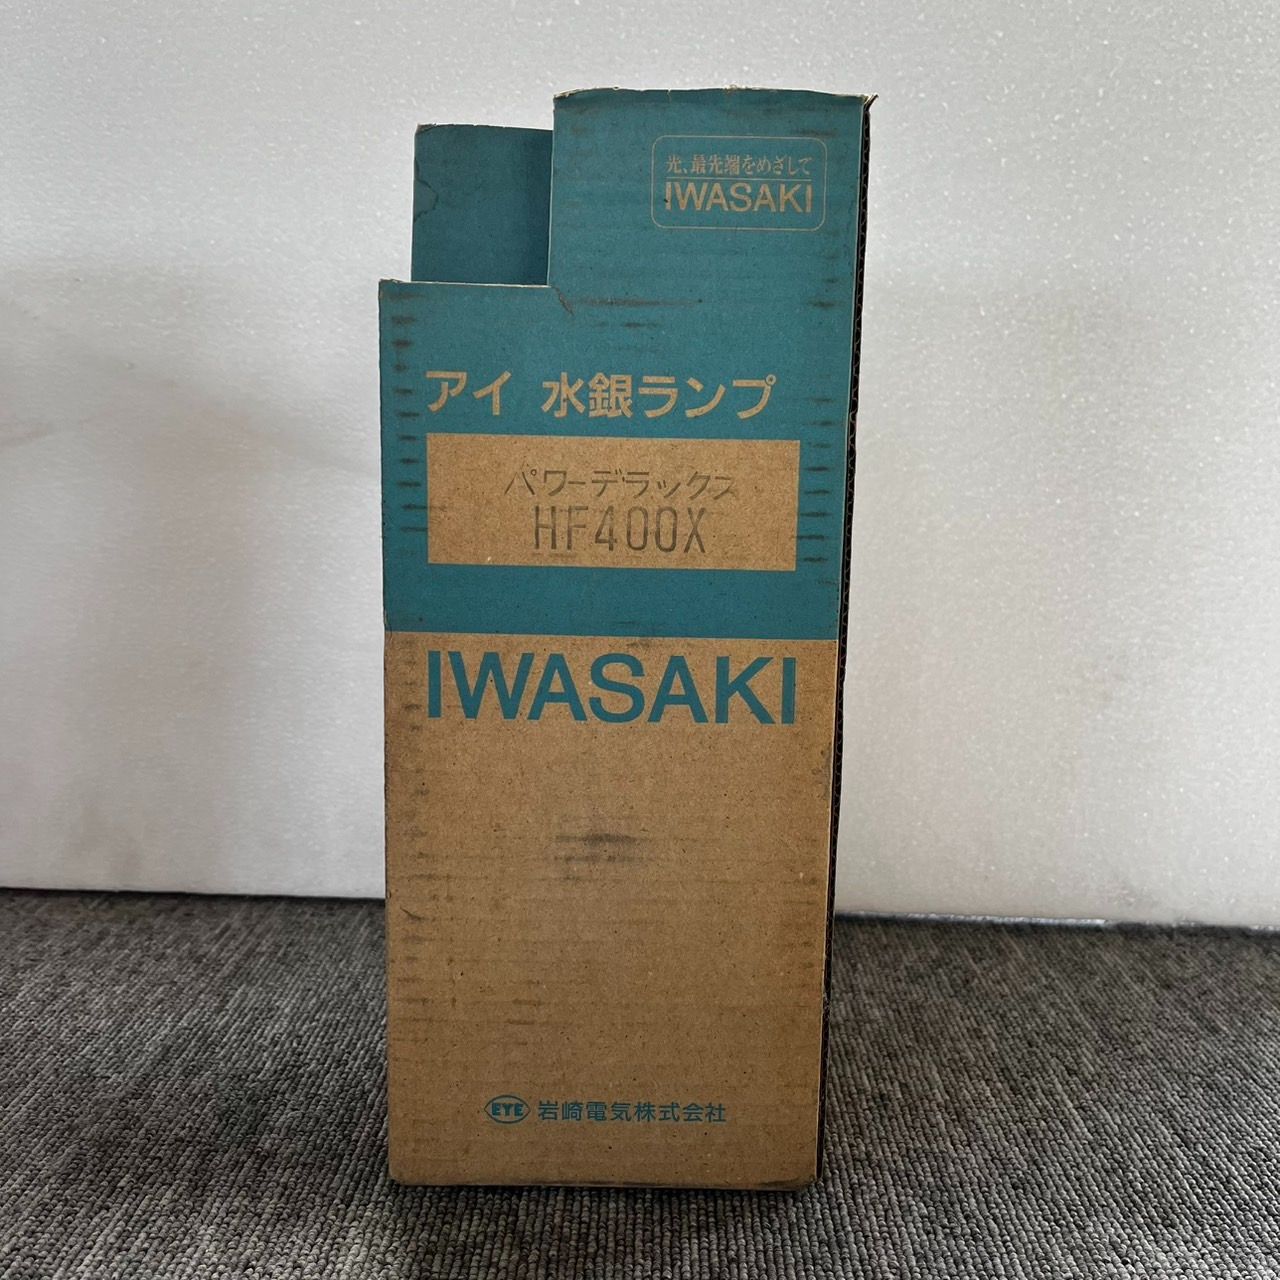 光、最先端をめざして
IWASAKI
アイ 水銀ランプ
パワーデラックス
HF400X
IWASAKI
EYE 岩崎電気株式会社